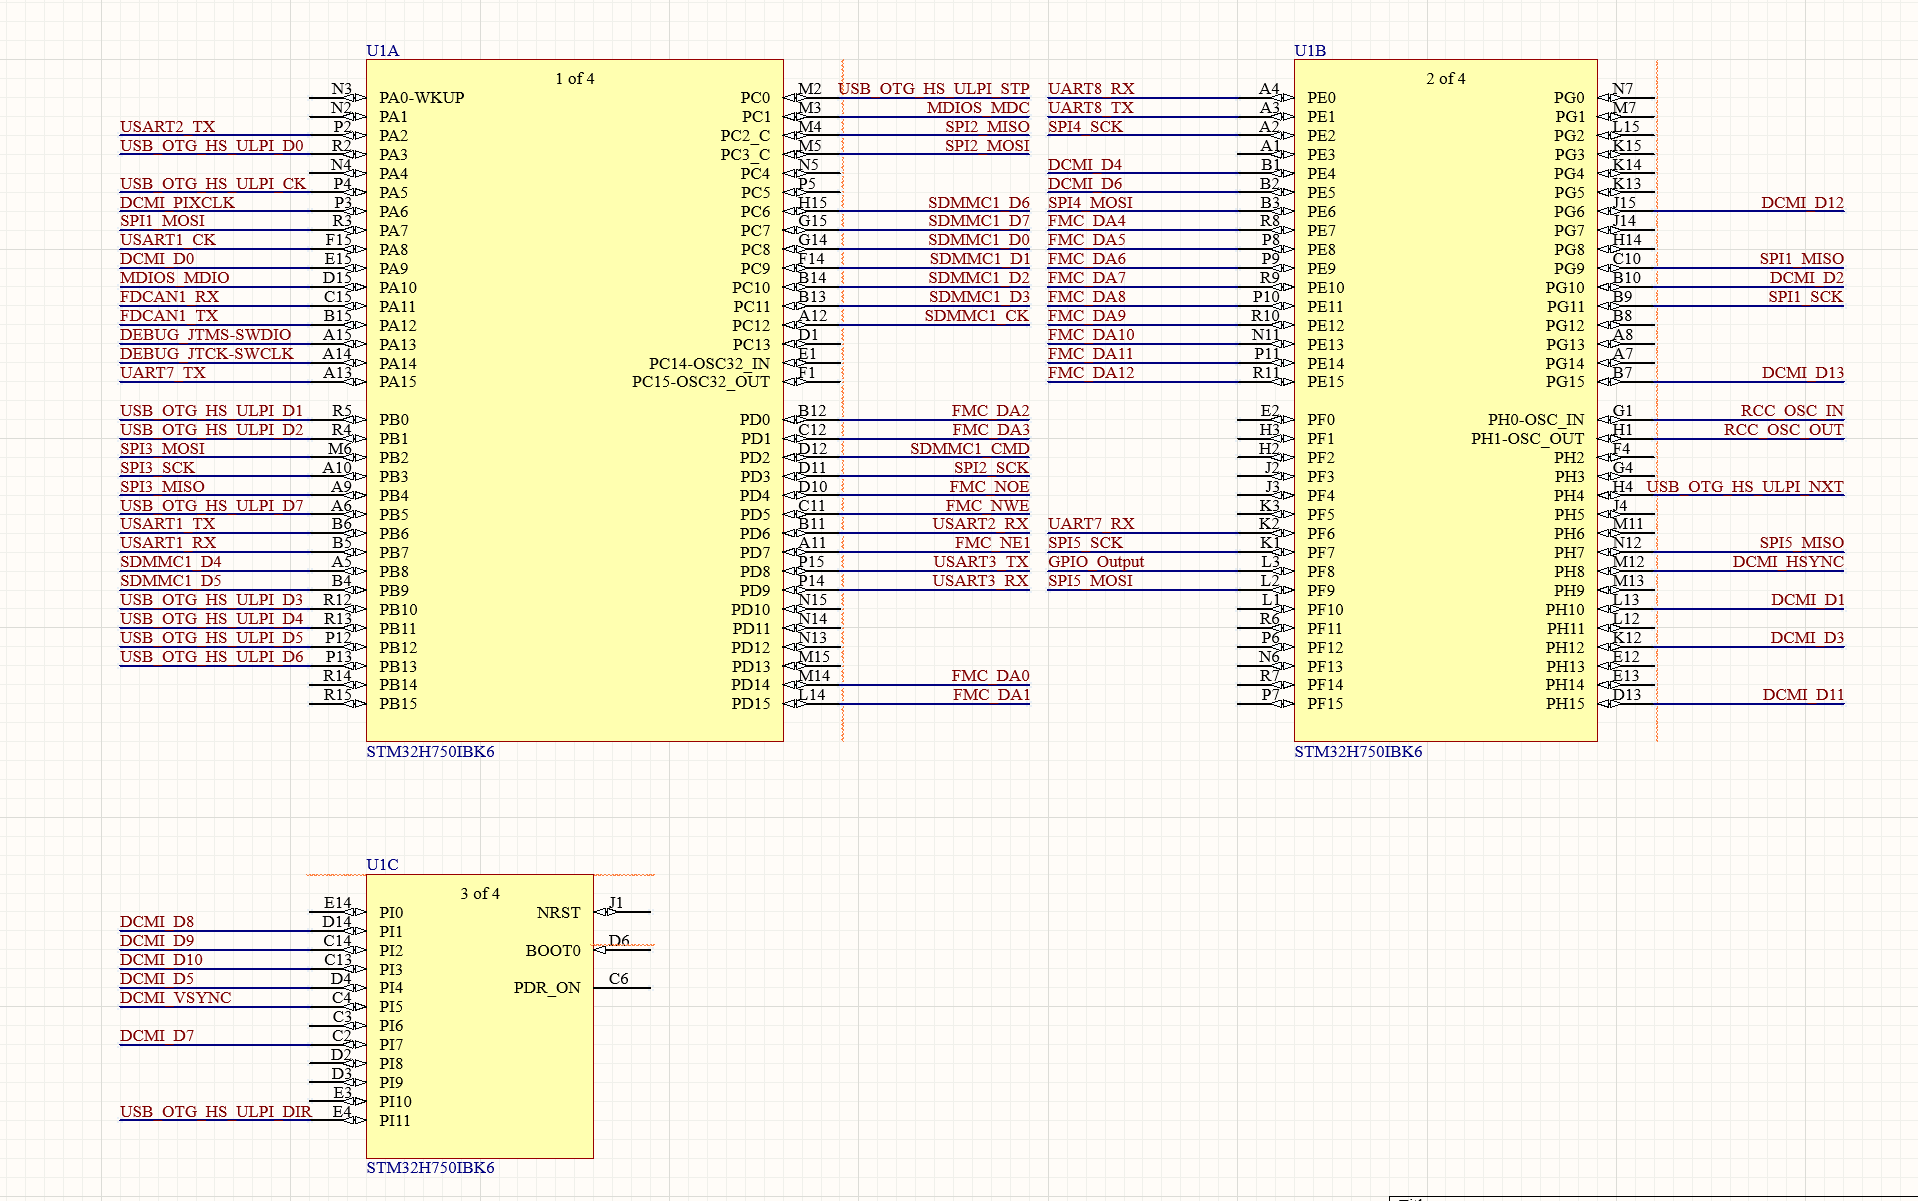 U1A
1 of 4
N3 PA0-WKUP PC0 M2 USB_OTG_HS_ULPI_STP
N2 PA1 PC1 M3 MDIOS_MDC
USART2_TX P2 PA2 PC2_C M4 SPI2_MISO
USB_OTG_HS_ULPI_D0 R2 PA3 PC3_C M5 SPI2_MOSI
N4 PA4 PC4 N5
USB_OTG_HS_ULPI_CK P4 PA5 PC5 P5
DCMI_PIXCLK P3 PA6 PC6 H15 SDMMC1_D6
SPI1_MOSI R3 PA7 PC7 G15 SDMMC1_D7
USART1_CK F15 PA8 PC8 G14 SDMMC1_D0
DCMI_D0 E15 PA9 PC9 F14 SDMMC1_D1
MDIOS_MDIO D15 PA10 PC10 B14 SDMMC1_D2
FDCAN1_RX C15 PA11 PC11 B13 SDMMC1_D3
FDCAN1_TX B15 PA12 PC12 A12 SDMMC1_CK
DEBUG_JTMS-SWDIO A15 PA13 PC13 D1
DEBUG_JTCK-SWCLK A14 PA14 PC14-OSC32_IN E1
UART7_TX A13 PA15 PC15-OSC32_OUT F1
USB_OTG_HS_ULPI_D1 R5 PB0 PD0 B12 FMC_DA2
USB_OTG_HS_ULPI_D2 R4 PB1 PD1 C12 FMC_DA3
SPI3_MOSI M6 PB2 PD2 D12 SDMMC1_CMD
SPI3_SCK A10 PB3 PD3 D11 SPI2_SCK
SPI3_MISO A9 PB4 PD4 D10 FMC_NOE
USB_OTG_HS_ULPI_D7 A6 PB5 PD5 C11 FMC_NWE
USART1_TX B6 PB6 PD6 B11 USART2_RX
USART1_RX B5 PB7 PD7 A11 FMC_NE1
SDMMC1_D4 A5 PB8 PD8 P15 USART3_TX
SDMMC1_D5 B4 PB9 PD9 P14 USART3_RX
USB_OTG_HS_ULPI_D3 R12 PB10 PD10 N15
USB_OTG_HS_ULPI_D4 R13 PB11 PD11 N14
USB_OTG_HS_ULPI_D5 P12 PB12 PD12 N13
USB_OTG_HS_ULPI_D6 P13 PB13 PD13 M15
R14 PB14 PD14 M14 FMC_DA0
R15 PB15 PD15 L14 FMC_DA1
STM32H750IBK6
U1B
2 of 4
UART8_RX A4 PE0 PG0 N7
UART8_TX A3 PE1 PG1 M7
SPI4_SCK A2 PE2 PG2 L15
A1 PE3 PG3 K15
DCMI_D4 B1 PE4 PG4 K14
DCMI_D6 B2 PE5 PG5 K13
SPI4_MOSI B3 PE6 PG6 J15 DCMI_D12
FMC_DA4 R8 PE7 PG7 J14
FMC_DA5 P8 PE8 PG8 H14
FMC_DA6 P9 PE9 PG9 C10 SPI1_MISO
FMC_DA7 R9 PE10 PG10 B10 DCMI_D2
FMC_DA8 P10 PE11 PG11 B9 SPI1_SCK
FMC_DA9 R10 PE12 PG12 B8
FMC_DA10 N11 PE13 PG13 A8
FMC_DA11 P11 PE14 PG14 A7
FMC_DA12 R11 PE15 PG15 B7 DCMI_D13
E2 PF0 PH0-OSC_IN G1 RCC_OSC_IN
H3 PF1 PH1-OSC_OUT H1 RCC_OSC_OUT
H2 PF2 PH2 F4
J2 PF3 PH3 G4
J3 PF4 PH4 H4 USB_OTG_HS_ULPI_NXT
K3 PF5 PH5 J4
UART7_RX K2 PF6 PH6 M11
SPI5_SCK K1 PF7 PH7 N12 SPI5_MISO
GPIO_Output L3 PF8 PH8 M12 DCMI_HSYNC
SPI5_MOSI L2 PF9 PH9 M13
L1 PF10 PH10 L13 DCMI_D1
R6 PF11 PH11 L12
P6 PF12 PH12 K12 DCMI_D3
N6 PF13 PH13 E12
R7 PF14 PH14 E13
P7 PF15 PH15 D13 DCMI_D11
STM32H750IBK6
U1C
3 of 4
E14 PI0 NRST J1
DCMI_D8 D14 PI1
DCMI_D9 C14 PI2 BOOT0 D6
DCMI_D10 C13 PI3
DCMI_D5 D4 PI4 PDR_ON C6
DCMI_VSYNC C4 PI5
C3 PI6
DCMI_D7 C2 PI7
D2 PI8
D3 PI9
E3 PI10
USB_OTG_HS_ULPI_DIR E4 PI11
STM32H750IBK6